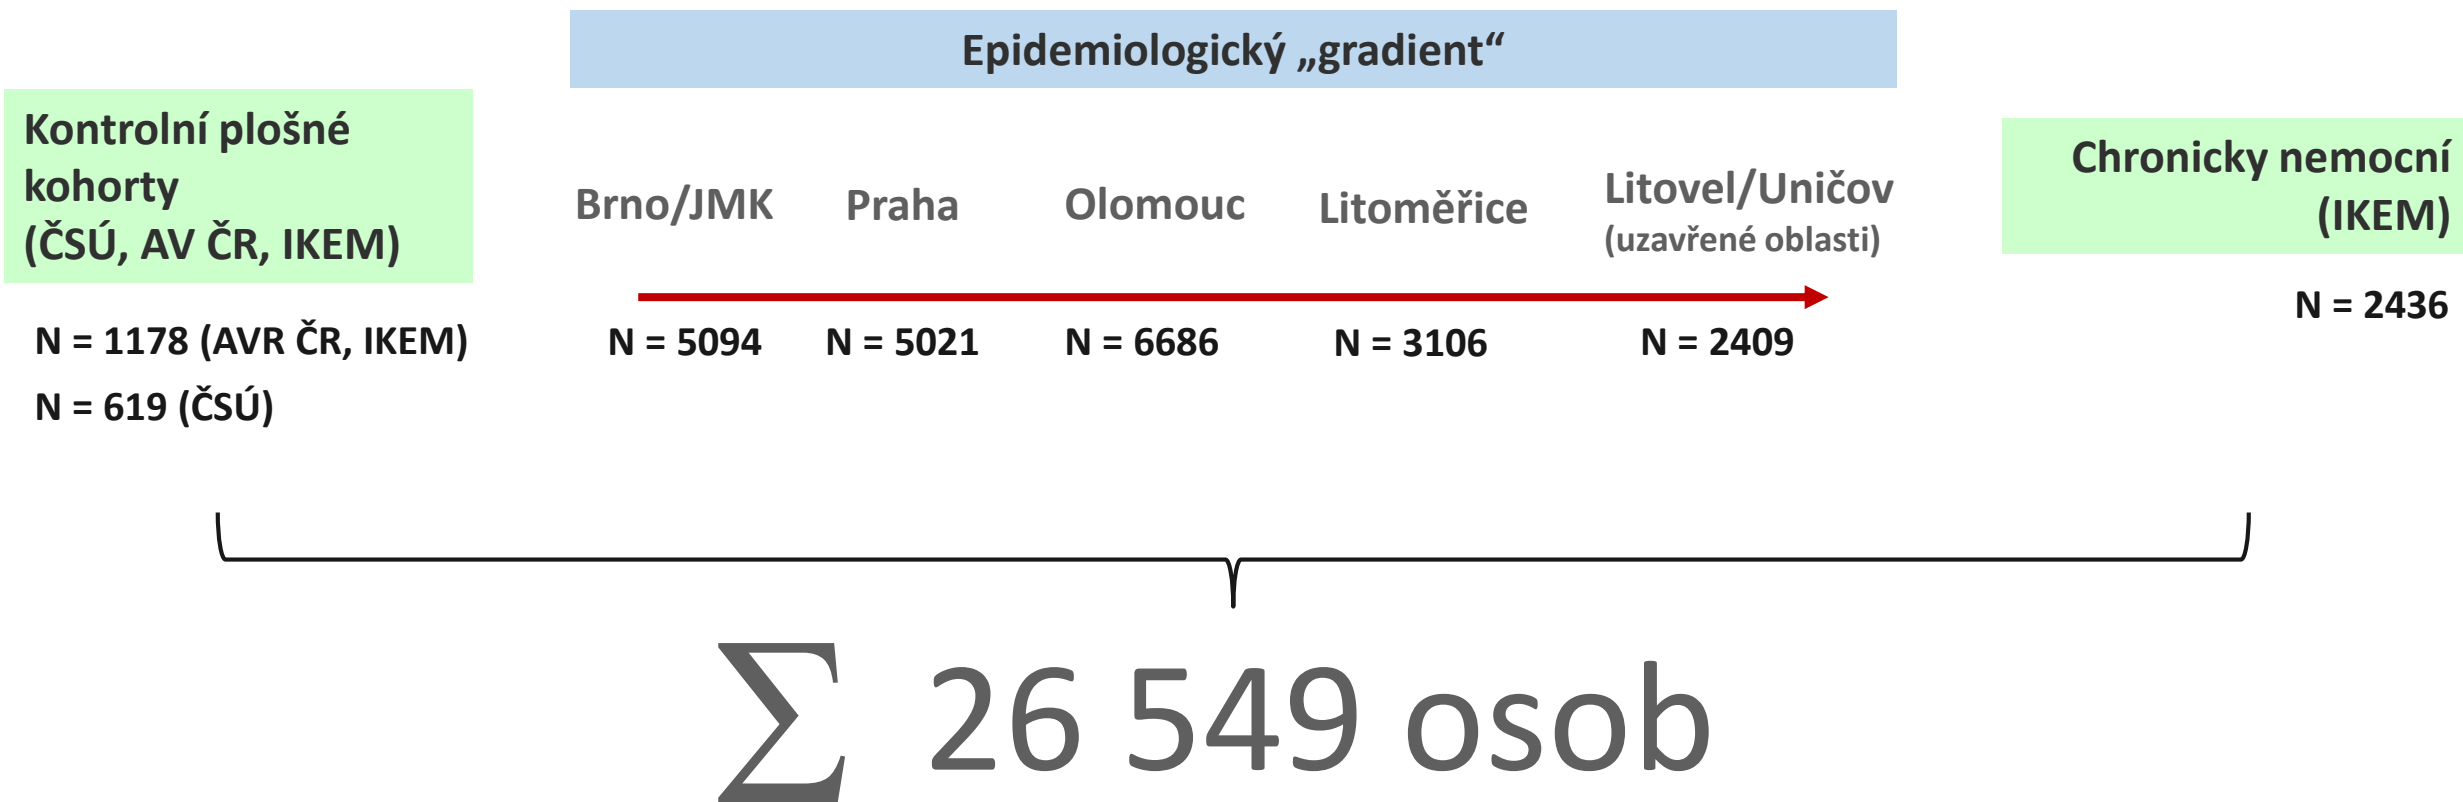 Epidemiologický „gradient“
Kontrolní plošné
kohorty
(ČSÚ, AV ČR, IKEM)
Brno/JMK
Praha
Olomouc
Litoměřice
Litovel/Uničov
(uzavřené oblasti)
Chronicky nemocní
(IKEM)
N = 1178 (AVR ČR, IKEM)
N = 619 (ČSÚ)
N = 5094
N = 5021
N = 6686
N = 3106
N = 2409
N = 2436
∑ 26 549 osob